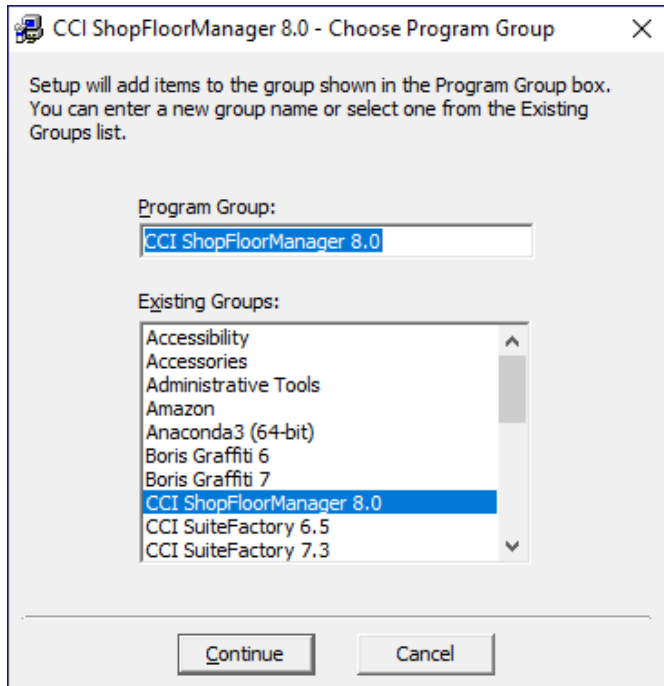 CCI ShopFloorManager 8.0 - Choose Program Group
Setup will add items to the group shown in the Program Group box.
You can enter a new group name or select one from the Existing
Groups list.
Program Group:
CCI ShopFloorManager 8.0
Existing Groups:
Accessibility
Accessories
Administrative Tools
Amazon
Anaconda3 (64-bit)
Boris Graffiti 6
Boris Graffiti 7
CCI ShopFloorManager 8.0
CCI SuiteFactory 6.5
CCI SuiteFactory 7.3
Continue
Cancel